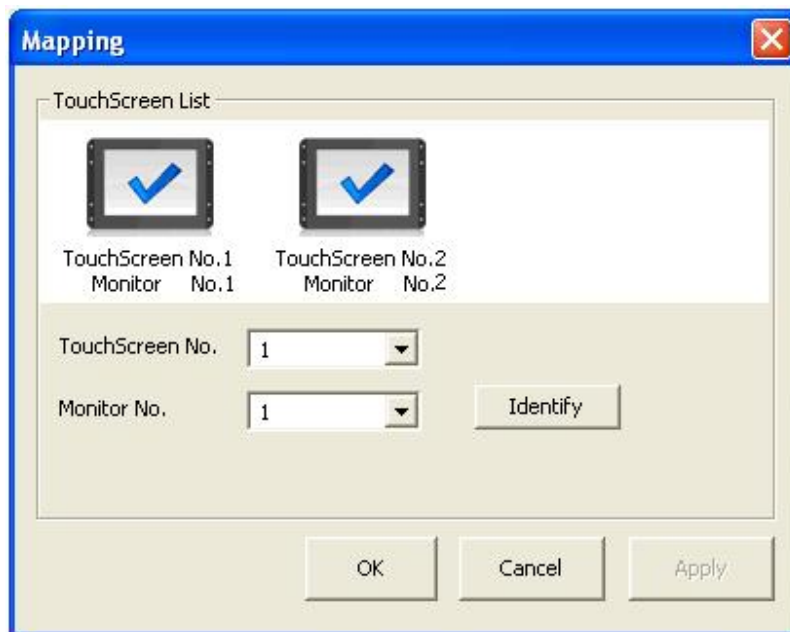 Mapping
TouchScreen List
TouchScreen No.1
Monitor No.1
TouchScreen No.2
Monitor No.2
TouchScreen No. 1
Monitor No. 1 Identify
OK Cancel Apply